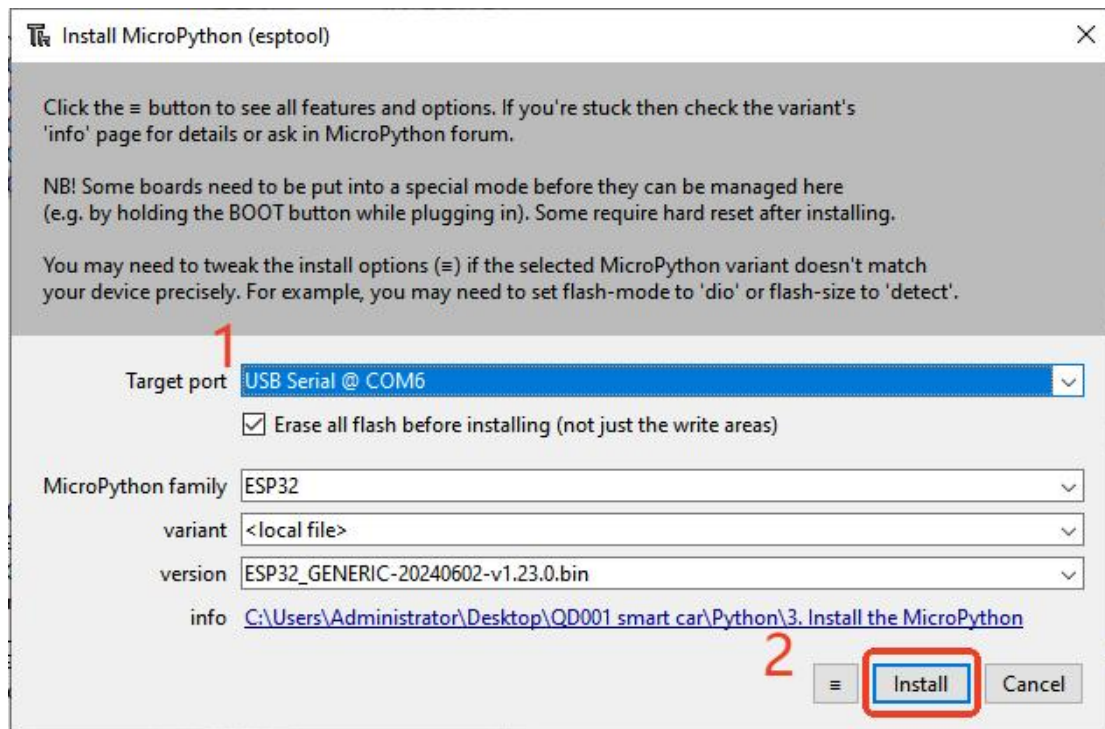 Install MicroPython (esptool)
Click the ≡ button to see all features and options. If you're stuck then check the variant's
'info' page for details or ask in MicroPython forum.
NB! Some boards need to be put into a special mode before they can be managed here
(e.g. by holding the BOOT button while plugging in). Some require hard reset after installing.
You may need to tweak the install options (≡) if the selected MicroPython variant doesn't match
your device precisely. For example, you may need to set flash-mode to 'dio' or flash-size to 'detect'.
1
Target port USB Serial @ COM6
Erase all flash before installing (not just the write areas)
MicroPython family ESP32
variant <local file>
version ESP32_GENERIC-20240602-v1.23.0.bin
info C:\Users\Administrator\Desktop\QD001 smart car\Python\3. Install the MicroPython
2
≡ Install Cancel